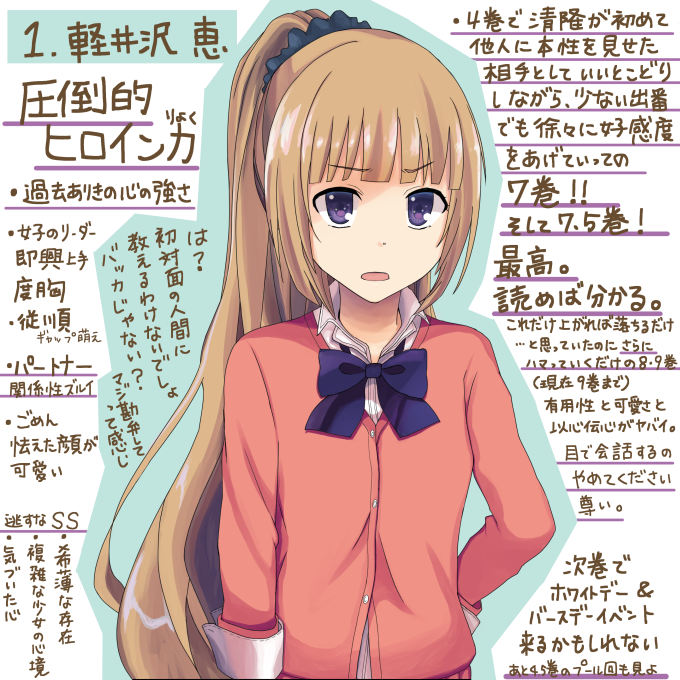 1. 軽井沢 恵
圧倒的
ヒロイン力
りょく
・過去ありきの心の強さ
・女子のリーダー
即興上手
度胸
・従順
ギャップ萌え
・パートナー
関係性ズルイ
・ごめん
怯えた顔が
可愛い
逃すな SS
・希薄な存在
・複雑な少女の心境
・気づいた心
は?
初対面の人間に
教えるわけないでしょ
バッカじゃない?
マジ勘弁して
って感じ
・4巻で清隆が初めて
他人に本性を見せた
相手としていいとこどり
しながら、少ない出番
でも徐々に好感度
をあげていっての
7巻!!
そして7.5巻!
最高。
読めば分かる。
これだけ上がれば落ちるだけ
…と思っていたのにさらに
ハマっていくだけの8・9巻
(※現在9巻まで)
有用性と可愛さと
以心伝心がヤバイ。
目で会話するの
やめてください
尊い。
次巻で
ホワイトデー &
バースデーイベント
来るかもしれない
あと4.5巻のプール回も見よ